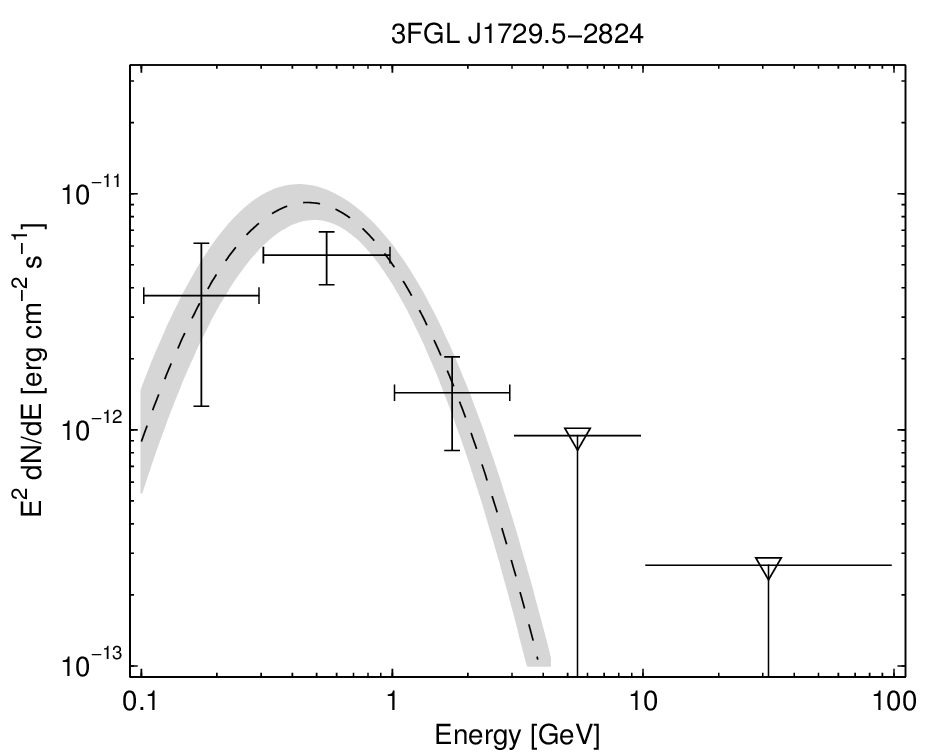 3FGL J1729.5−2824
10⁻¹¹
10⁻¹²
10⁻¹³
E² dN/dE [erg cm⁻² s⁻¹]
0.1 1 10 100
Energy [GeV]